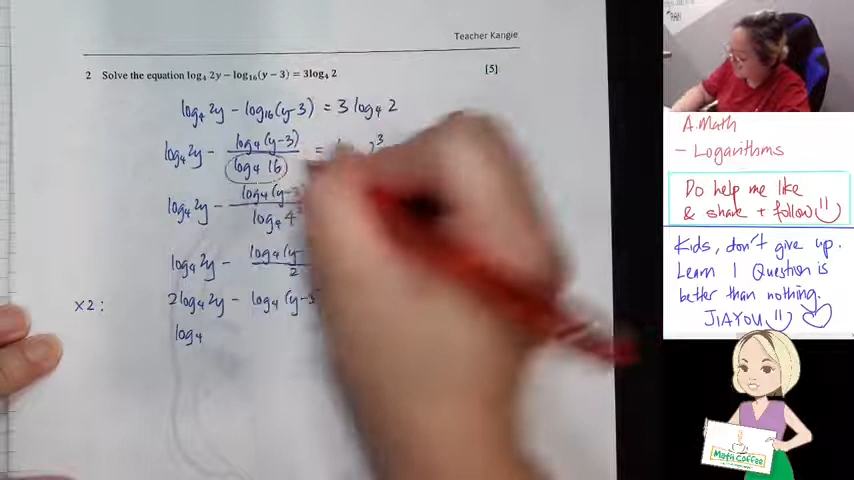 Teacher Kangie
2 Solve the equation log₄ 2y – log₁₆(y – 3) = 3log₄ 2 [5]
log₄ 2y – log₁₆(y-3) = 3 log₄ 2
log₄ 2y – log₄(y-3) / log₄ 16 =
log₄ 2y – log₄(y-3 / log₄ 4
log₄ 2y – log₄(y- / 2
×2 : 2log₄ 2y – log₄(y-3
log₄
A.Math
- Logarithms
Do help me like
& share + follow
Kids, don't give up.
Learn 1 Question is
better than nothing.
JIAYOU
Math Coffee